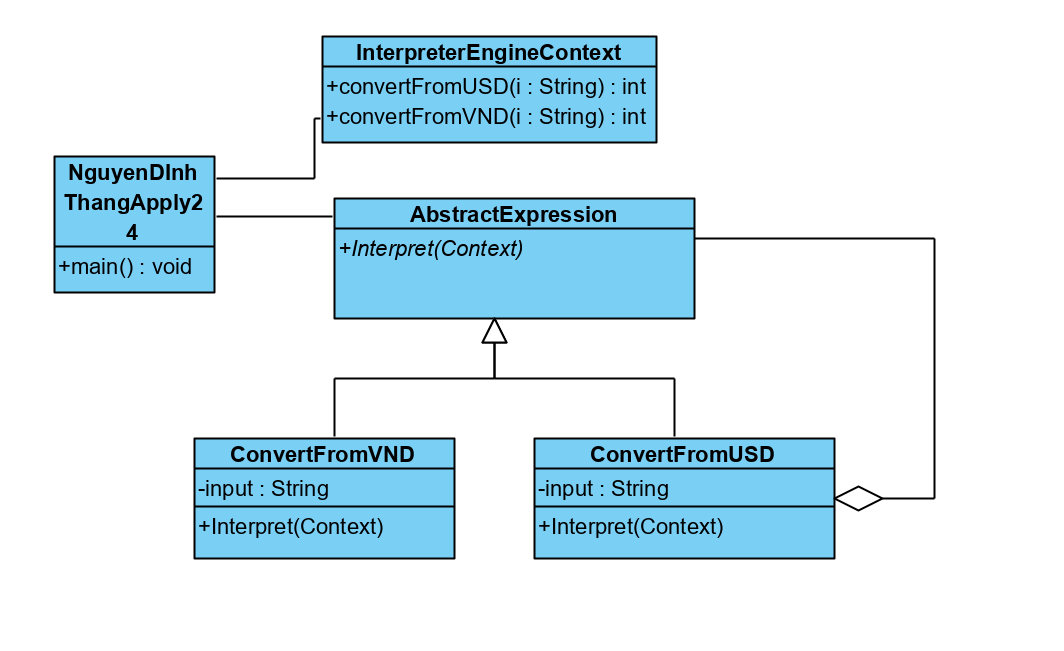 InterpreterEngineContext
+convertFromUSD(i : String) : int
+convertFromVND(i : String) : int
NguyenDInh
ThangApply2
4
+main() : void
AbstractExpression
+Interpret(Context)
ConvertFromVND
-input : String
+Interpret(Context)
ConvertFromUSD
-input : String
+Interpret(Context)